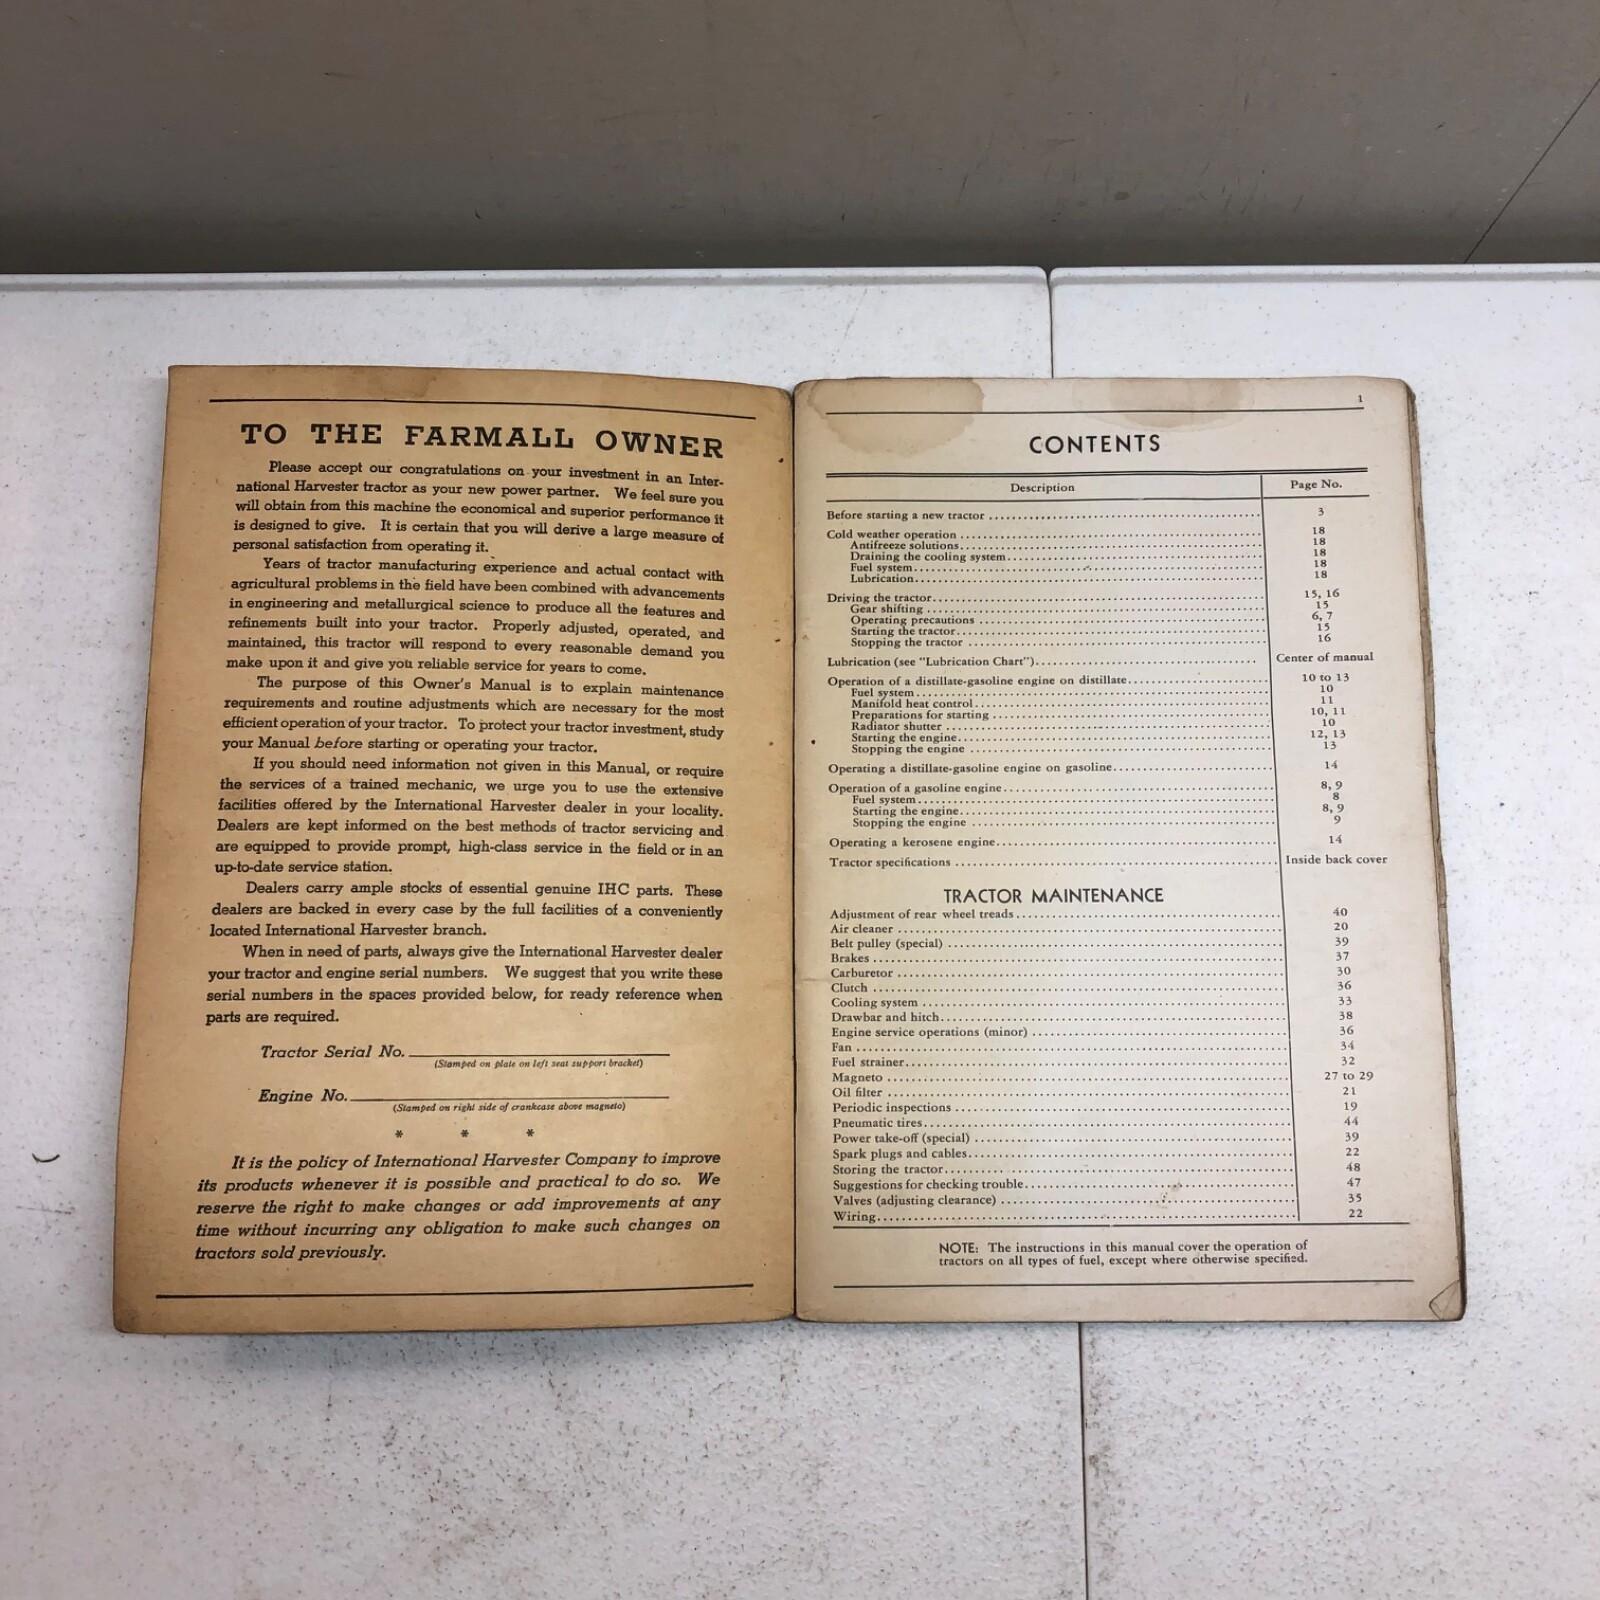 TO THE FARMALL OWNER
Please accept our congratulations on your investment in an Inter-
national Harvester tractor as your new power partner. We feel sure you
will obtain from this machine the economical and superior performance it
is designed to give. It is certain that you will derive a large measure of
personal satisfaction from operating it.
Years of tractor manufacturing experience and actual contact with
agricultural problems in the field have been combined with advancements
in engineering and metallurgical science to produce all the features and
refinements built into your tractor. Properly adjusted, operated, and
maintained, this tractor will respond to every reasonable demand you
make upon it and give you reliable service for years to come.
The purpose of this Owner's Manual is to explain maintenance
requirements and routine adjustments which are necessary for the most
efficient operation of your tractor. To protect your tractor investment, study
your Manual before starting or operating your tractor.
If you should need information not given in this Manual, or require
the services of a trained mechanic, we urge you to use the extensive
facilities offered by the International Harvester dealer in your locality.
Dealers are kept informed on the best methods of tractor servicing and
are equipped to provide prompt, high-class service in the field or in an
up-to-date service station.
Dealers carry ample stocks of essential genuine IHC parts. These
dealers are backed in every case by the full facilities of a conveniently
located International Harvester branch.
When in need of parts, always give the International Harvester dealer
your tractor and engine serial numbers. We suggest that you write these
serial numbers in the spaces provided below, for ready reference when
parts are required.
Tractor Serial No.
(Stamped on plate on left seat support bracket)
Engine No.
(Stamped on right side of crankcase above magneto)
* * *
It is the policy of International Harvester Company to improve
its products whenever it is possible and practical to do so. We
reserve the right to make changes or add improvements at any
time without incurring any obligation to make such changes on
tractors sold previously.
1
CONTENTS
Description Page No.
Before starting a new tractor 3
Cold weather operation 18
Antifreeze solutions 18
Draining the cooling system 18
Fuel system 18
Lubrication 18
Driving the tractor 15, 16
Gear shifting 15
Operating precautions 6, 7
Starting the tractor 15
Stopping the tractor 16
Lubrication (see "Lubrication Chart") Center of manual
Operation of a distillate-gasoline engine on distillate 10 to 13
Fuel system 10
Manifold heat control 11
Preparations for starting 10, 11
Radiator shutter 10
Starting the engine 12, 13
Stopping the engine 13
Operating a distillate-gasoline engine on gasoline 14
Operation of a gasoline engine 8, 9
Fuel system 8
Starting the engine 8, 9
Stopping the engine 9
Operating a kerosene engine 14
Tractor specifications Inside back cover
TRACTOR MAINTENANCE
Adjustment of rear wheel treads 40
Air cleaner 20
Belt pulley (special) 39
Brakes 37
Carburetor 30
Clutch 36
Cooling system 33
Drawbar and hitch 38
Engine service operations (minor) 36
Fan 34
Fuel strainer 32
Magneto 27 to 29
Oil filter 21
Periodic inspections 19
Pneumatic tires 44
Power take-off (special) 39
Spark plugs and cables 22
Storing the tractor 48
Suggestions for checking trouble 47
Valves (adjusting clearance) 35
Wiring 22
NOTE: The instructions in this manual cover the operation of
tractors on all types of fuel, except where otherwise specified.